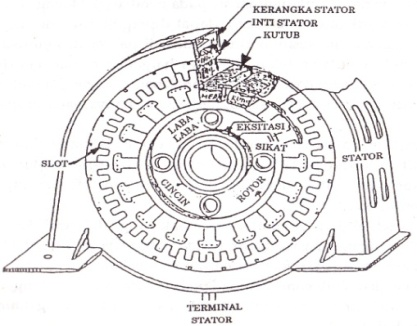 KERANGKA STATOR
INTI STATOR
KUTUB
LABA
LABA
EKSITASI
SIKAT
SLOT
STATOR
CINCIN
ROTOR
TERMINAL
STATOR